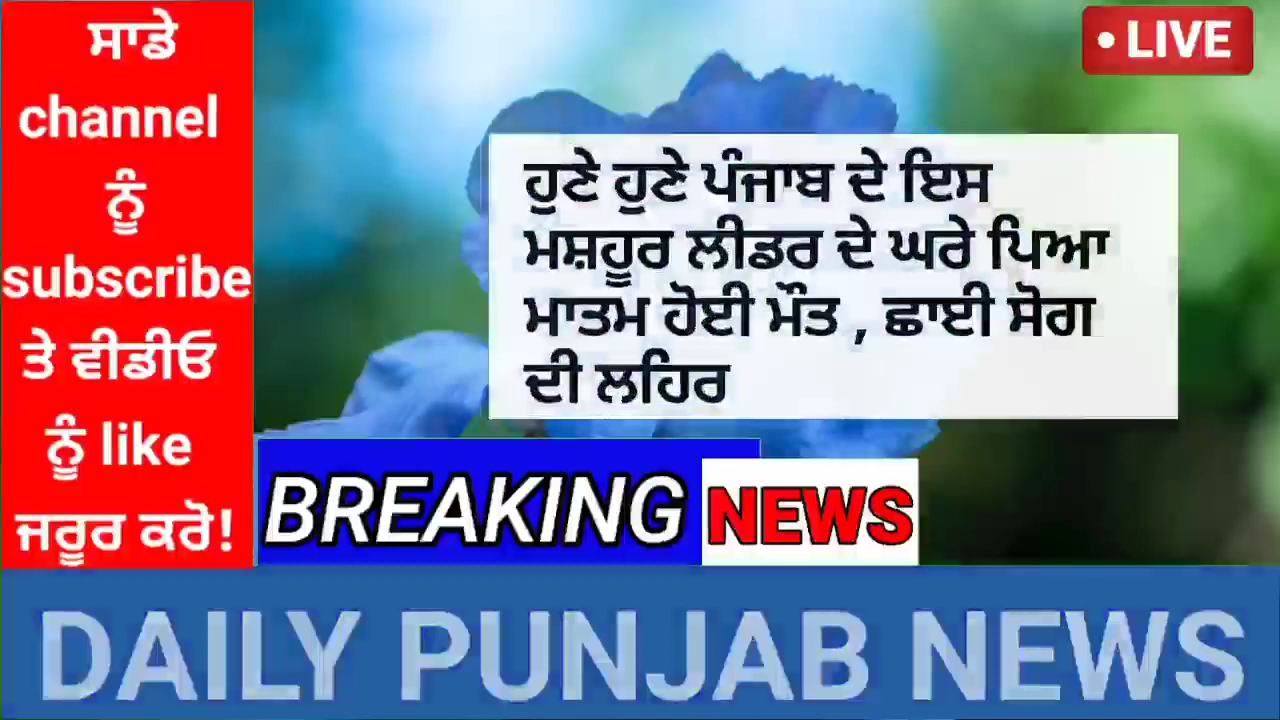 ਸਾਡੇ
channel
ਨੂੰ
subscribe
ਤੇ ਵੀਡੀਓ
ਨੂੰ like
ਜਰੂਰ ਕਰੋ!
• LIVE
ਹੁਣੇ ਹੁਣੇ ਪੰਜਾਬ ਦੇ ਇਸ
ਮਸ਼ਹੂਰ ਲੀਡਰ ਦੇ ਘਰੇ ਪਿਆ
ਮਾਤਮ ਹੋਈ ਮੌਤ , ਛਾਈ ਸੋਗ
ਦੀ ਲਹਿਰ
BREAKING NEWS
DAILY PUNJAB NEWS